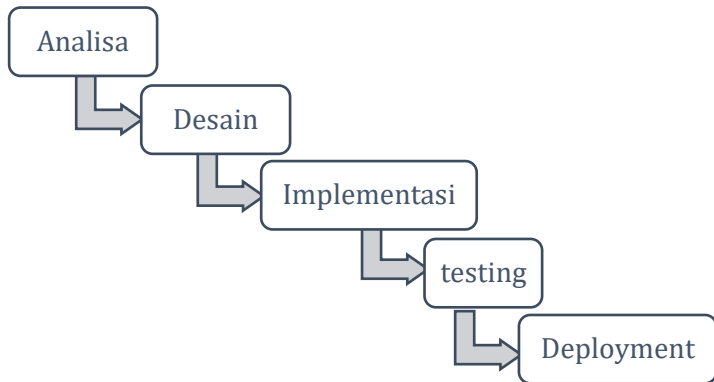 Analisa
Desain
Implementasi
testing
Deployment